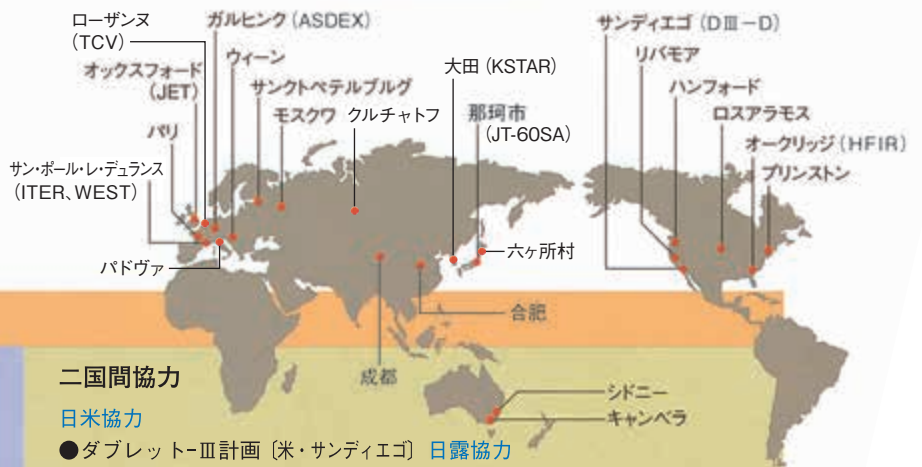 ローザンヌ
(TCV)
ガルヒンク(ASDEX)
オックスフォード
(JET)
ウィーン
パリ
サンクトペテルブルグ
モスクワ
クルチャトフ
サン・ポール・レ・デュランス
(ITER、WEST)
パドヴァ
大田(KSTAR)
那珂市
(JT-60SA)
六ヶ所村
合肥
成都
シドニー
キャンベラ
サンディエゴ(DⅢ−D)
リバモア
ハンフォード
ロスアラモス
オークリッジ(HFIR)
プリンストン
二国間協力
日米協力
●ダブレット-Ⅲ計画〔米・サンディエゴ〕 日露協力